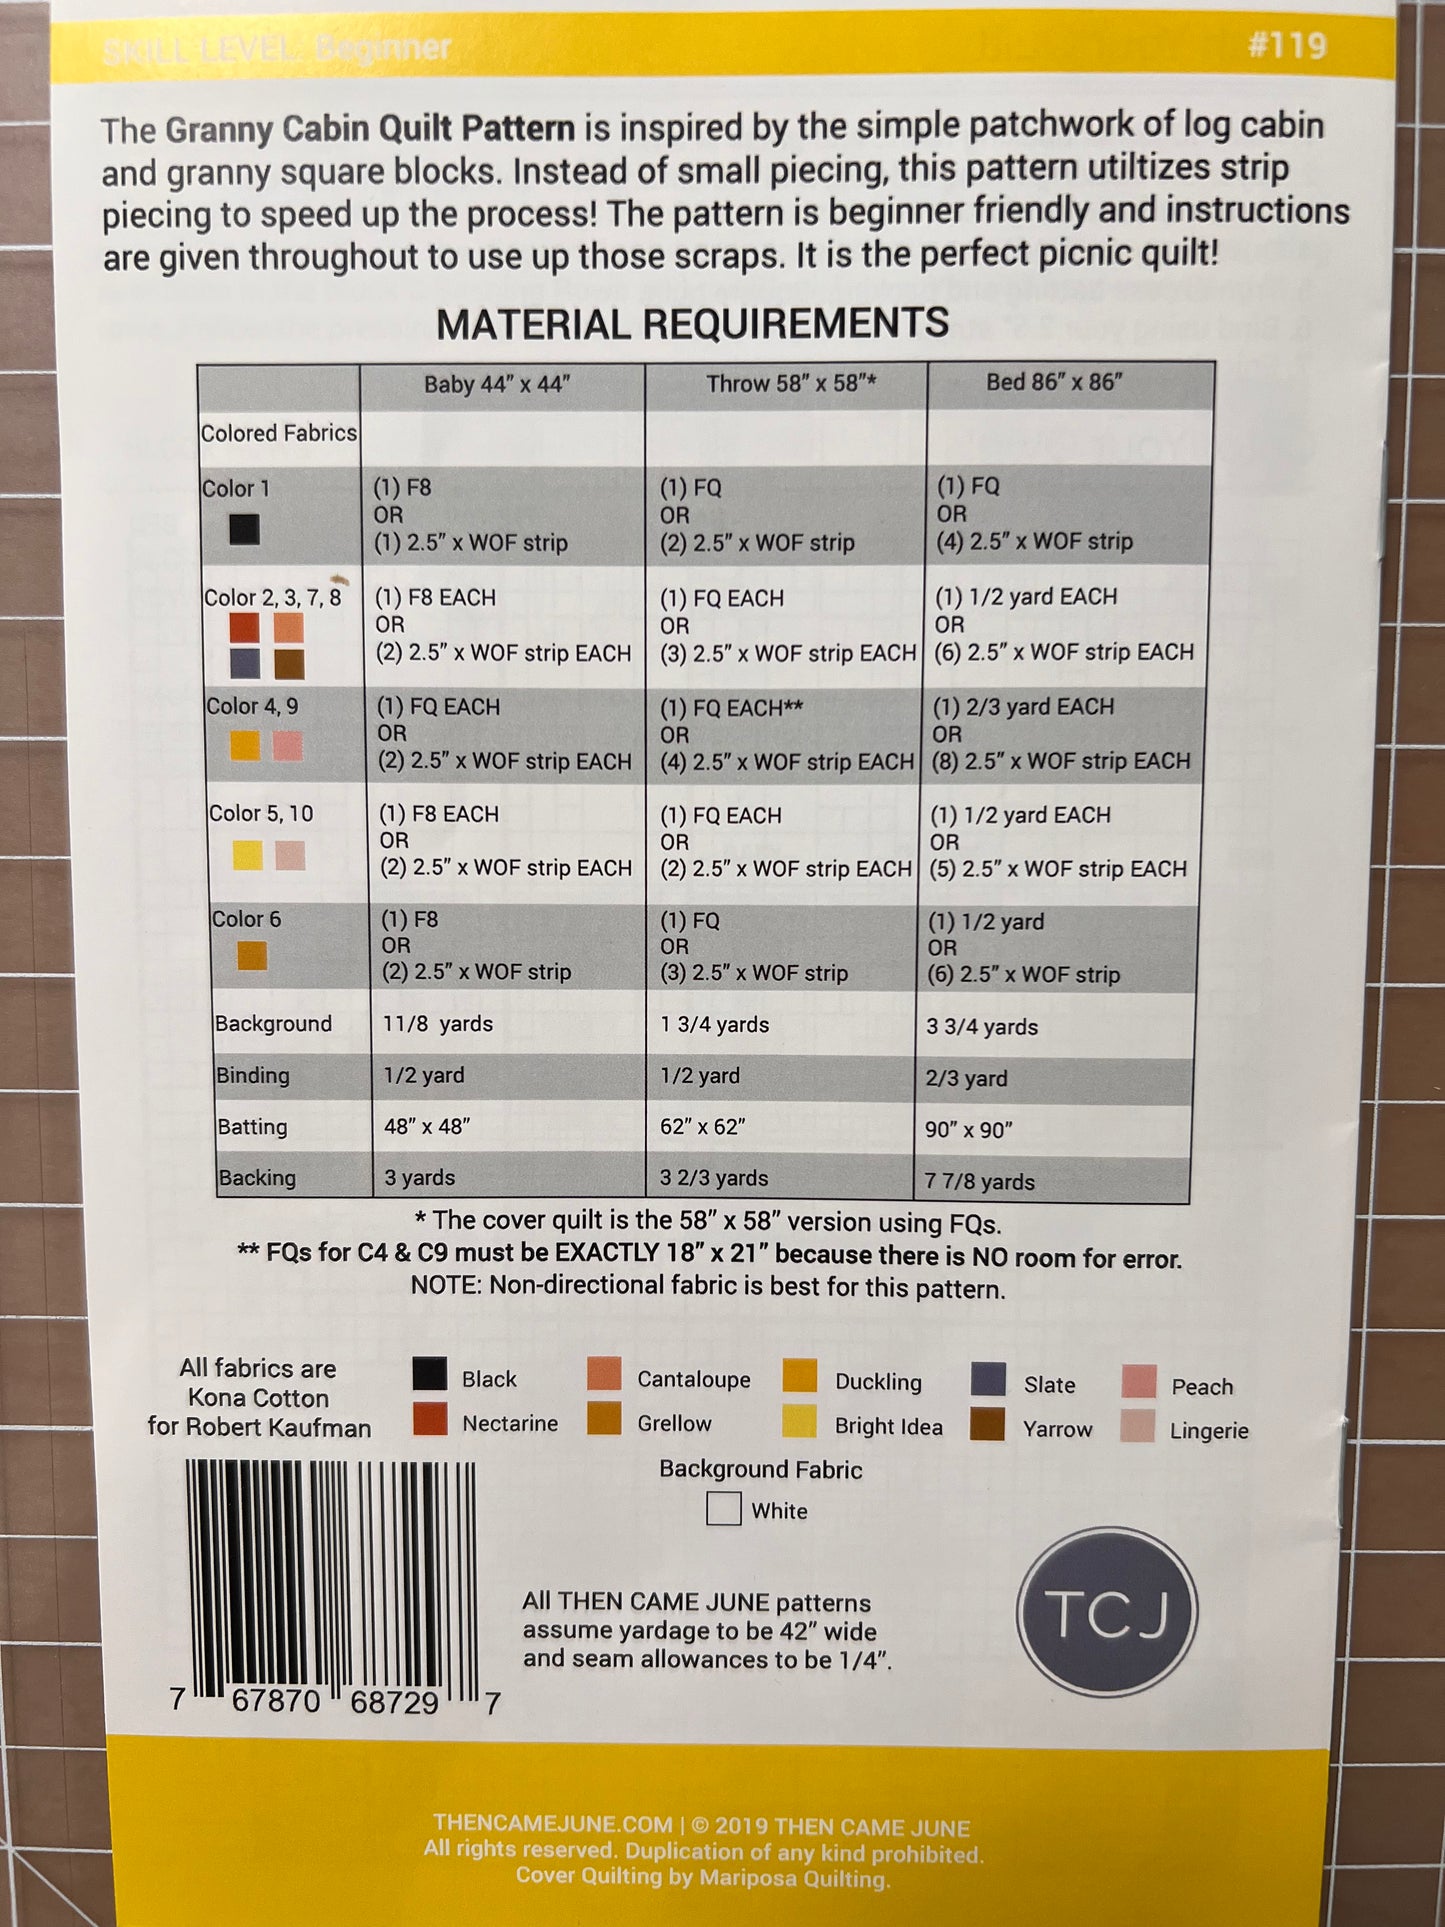 SKILL LEVEL: Beginner #119
The Granny Cabin Quilt Pattern is inspired by the simple patchwork of log cabin
and granny square blocks. Instead of small piecing, this pattern utiltizes strip
piecing to speed up the process! The pattern is beginner friendly and instructions
are given throughout to use up those scraps. It is the perfect picnic quilt!
MATERIAL REQUIREMENTS
Baby 44” x 44” Throw 58” x 58”* Bed 86” x 86”
Colored Fabrics
Color 1 (1) F8 (1) FQ (1) FQ
OR OR OR
(1) 2.5” x WOF strip (2) 2.5” x WOF strip (4) 2.5” x WOF strip
Color 2, 3, 7, 8 (1) F8 EACH (1) FQ EACH (1) 1/2 yard EACH
OR OR OR
(2) 2.5” x WOF strip EACH (3) 2.5” x WOF strip EACH (6) 2.5” x WOF strip EACH
Color 4, 9 (1) FQ EACH (1) FQ EACH** (1) 2/3 yard EACH
OR OR OR
(2) 2.5” x WOF strip EACH (4) 2.5” x WOF strip EACH (8) 2.5” x WOF strip EACH
Color 5, 10 (1) F8 EACH (1) FQ EACH (1) 1/2 yard EACH
OR OR OR
(2) 2.5” x WOF strip EACH (2) 2.5” x WOF strip EACH (5) 2.5” x WOF strip EACH
Color 6 (1) F8 (1) FQ (1) 1/2 yard
OR OR OR
(2) 2.5” x WOF strip (3) 2.5” x WOF strip (6) 2.5” x WOF strip
Background 11/8 yards 1 3/4 yards 3 3/4 yards
Binding 1/2 yard 1/2 yard 2/3 yard
Batting 48” x 48” 62” x 62” 90” x 90”
Backing 3 yards 3 2/3 yards 7 7/8 yards
* The cover quilt is the 58” x 58” version using FQs.
** FQs for C4 & C9 must be EXACTLY 18” x 21” because there is NO room for error.
NOTE: Non-directional fabric is best for this pattern.
All fabrics are
Kona Cotton
for Robert Kaufman
Black Cantaloupe Duckling Slate Peach
Nectarine Grellow Bright Idea Yarrow Lingerie
Background Fabric
White
All THEN CAME JUNE patterns
assume yardage to be 42” wide
and seam allowances to be 1/4”.
TCJ
7 67870 68729 7
THENCAMEJUNE.COM | © 2019 THEN CAME JUNE
All rights reserved. Duplication of any kind prohibited.
Cover Quilting by Mariposa Quilting.